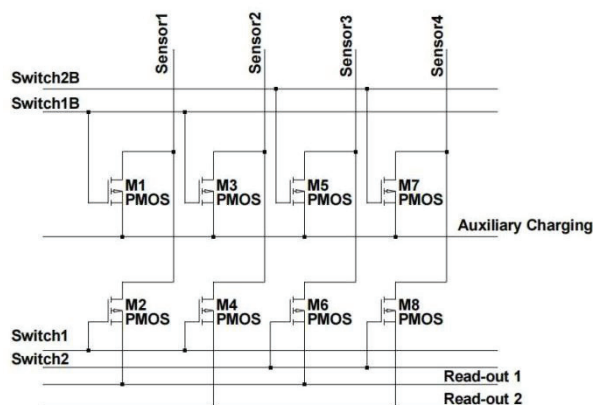 Sensor1
Sensor2
Sensor3
Sensor4
Switch2B
Switch1B
M1
PMOS
M3
PMOS
M5
PMOS
M7
PMOS
Auxiliary Charging
M2
PMOS
M4
PMOS
M6
PMOS
M8
PMOS
Switch1
Switch2
Read-out 1
Read-out 2